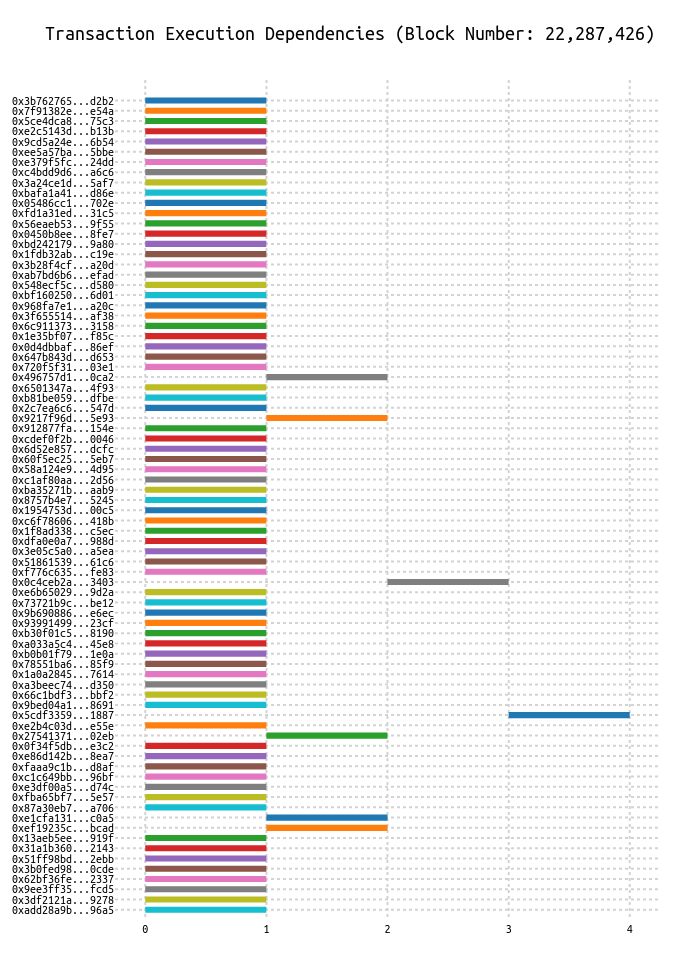 Transaction Execution Dependencies (Block Number: 22,287,426)
0x3b762765...d2b2
0x7f91382e...e54a
0x5ce4dca8...75c3
0xe2c5143d...b13b
0x9cd5a24e...6b54
0xee5a57ba...5bbe
0xe379f5fc...24dd
0xc4bdd9d6...a6c6
0x3a24ce1d...5af7
0xbafa1a41...d86e
0x05486cc1...702e
0xfd1a31ed...31c5
0x56eaeb53...9f55
0x0450b8ee...8fe7
0xbd242179...9a80
0x1fdb32ab...c19e
0x3b28f4cf...a20d
0xab7bd6b6...efad
0x548ecf5c...d580
0xbf160250...6d01
0x968fa7e1...a20c
0x3f655514...af38
0x6c911373...3158
0x1e35bf07...f85c
0x0d4dbbaf...86ef
0x647b843d...d653
0x720f5f31...03e1
0x496757d1...0ca2
0x6501347a...4f93
0xb81be059...dfbe
0x2c7ea6c6...547d
0x9217f96d...5e93
0x912877fa...154e
0xcdef0f2b...0046
0x6d52e857...dcfc
0x60f5ec25...5eb7
0x58a124e9...4d95
0xc1af80aa...2d56
0xba35271b...aab9
0x8757b4e7...5245
0x1954753d...00c5
0xc6f78606...418b
0x1f8ad338...c5ec
0xdfa0e0a7...988d
0x3e05c5a0...a5ea
0x51861539...61c6
0xf776c635...fe83
0x0c4ceb2a...3403
0xe6b65029...9d2a
0x73721b9c...be12
0x9b690886...e6ec
0x93991499...23cf
0xb30f01c5...8190
0xa033a5c4...45e8
0xb0b01f79...1e0a
0x78551ba6...85f9
0x1a0a2845...7614
0xa3beec74...d350
0x66c1bdf3...bbf2
0x9bed04a1...8691
0x5cdf3359...1887
0xe2b4c03d...e55e
0x27541371...02eb
0x0f34f5db...e3c2
0xe86d142b...8ea7
0xfaaa9c1b...d8af
0xc1c649bb...96bf
0xe3df00a5...d74c
0xfba65bf7...5e57
0x87a30eb7...a706
0xe1cfa131...c0a5
0xef19235c...bcad
0x13aeb5ee...919f
0x31a1b360...2143
0x51ff98bd...2ebb
0x3b0fed98...0cde
0x62bf36fe...2337
0x9ee3ff35...fcd5
0x3df2121a...9278
0xadd28a9b...96a5
0 1 2 3 4